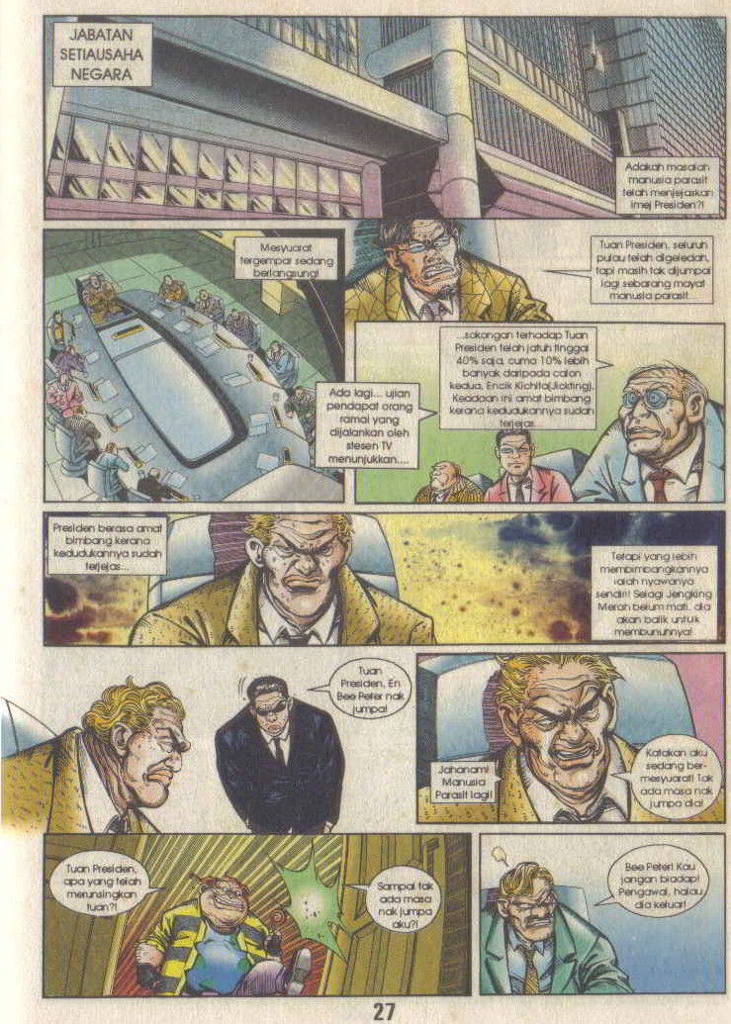 JABATAN
SETIAUSAHA
NEGARA
Adakah masalah
manusia parasit
telah menjejaskan
imej Presiden?!
Mesyuarat
tergempar sedang
berlangsung!
Tuan Presiden, seluruh
pulau telah digeledah,
tapi masih tak dijumpai
lagi sebarang mayat
manusia parasit.
Ada lagi... ujian
pendapat orang
ramai yang
dijalankan oleh
stesen TV
menunjukkan....
...sokongan terhadap Tuan
Presiden telah jatuh tinggal
40% saja, cuma 10% lebih
banyak daripada calon
kedua, Encik Kichita(Jickting).
Keadaan ini amat bimbang
kerana kedudukannya sudah
terjejas.
Presiden berasa amat
bimbang kerana
kedudukannya sudah
terjejas...
Tetapi yang lebih
membimbangkannya
ialah nyawanya
sendiri! Selagi Jengking
Merah belum mati, dia
akan balik untuk
membunuhnya!
Tuan
Presiden, En
Bee Peter nak
jumpa!
Jahanam!
Manusia
Parasit lagi!
Katakan aku
sedang ber-
mesyuarat! Tak
ada masa nak
jumpa dia!
Tuan Presiden,
apa yang telah
merunsingkan
tuan?!
Sampai tak
ada masa
nak jumpa
aku?!
Bee Peter! Kau
jangan biadap!
Pengawal, halau
dia keluar!
27